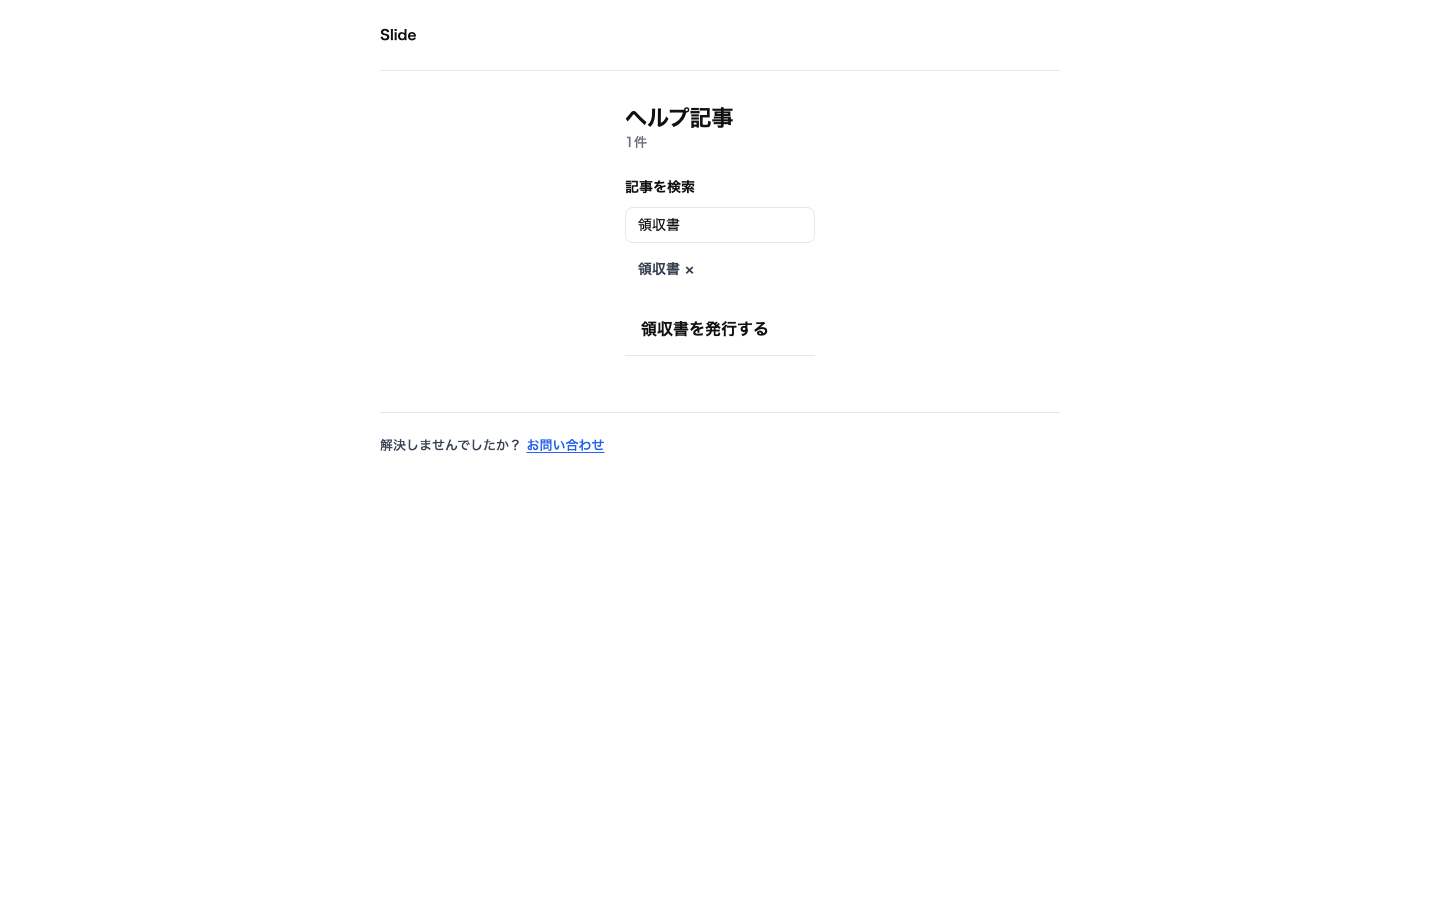 Slide
ヘルプ記事
1件
記事を検索
領収書
領収書 ×
領収書を発行する
解決しませんでしたか？ お問い合わせ